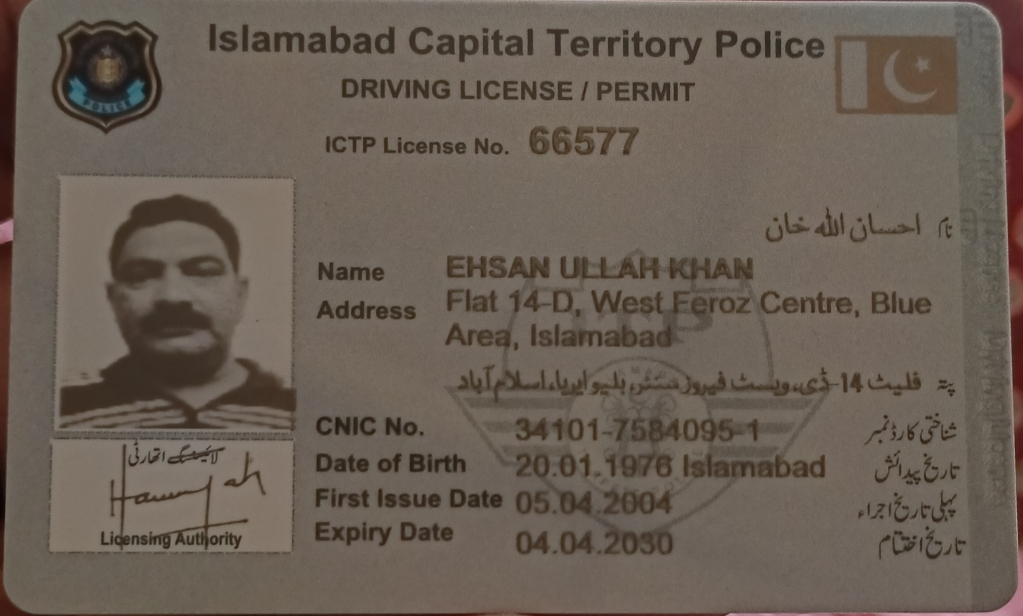 Islamabad Capital Territory Police
DRIVING LICENSE / PERMIT
ICTP License No. 66577
نام احسان اللہ خان
Name EHSAN ULLAH KHAN
Address Flat 14-D, West Feroz Centre, Blue
Area, Islamabad
پتہ فلیٹ 14-ڈی، ویسٹ فیروز سنٹر، بلیو ایریا، اسلام آباد
CNIC No. 34101-7584095-1 شناختی کارڈ نمبر
Date of Birth 20.01.1976 Islamabad تاریخ پیدائش
First Issue Date 05.04.2004 پہلی تاریخ اجراء
Expiry Date 04.04.2030 تاریخ اختتام
لائسینسنگ اتھارٹی
Licensing Authority
POLICE